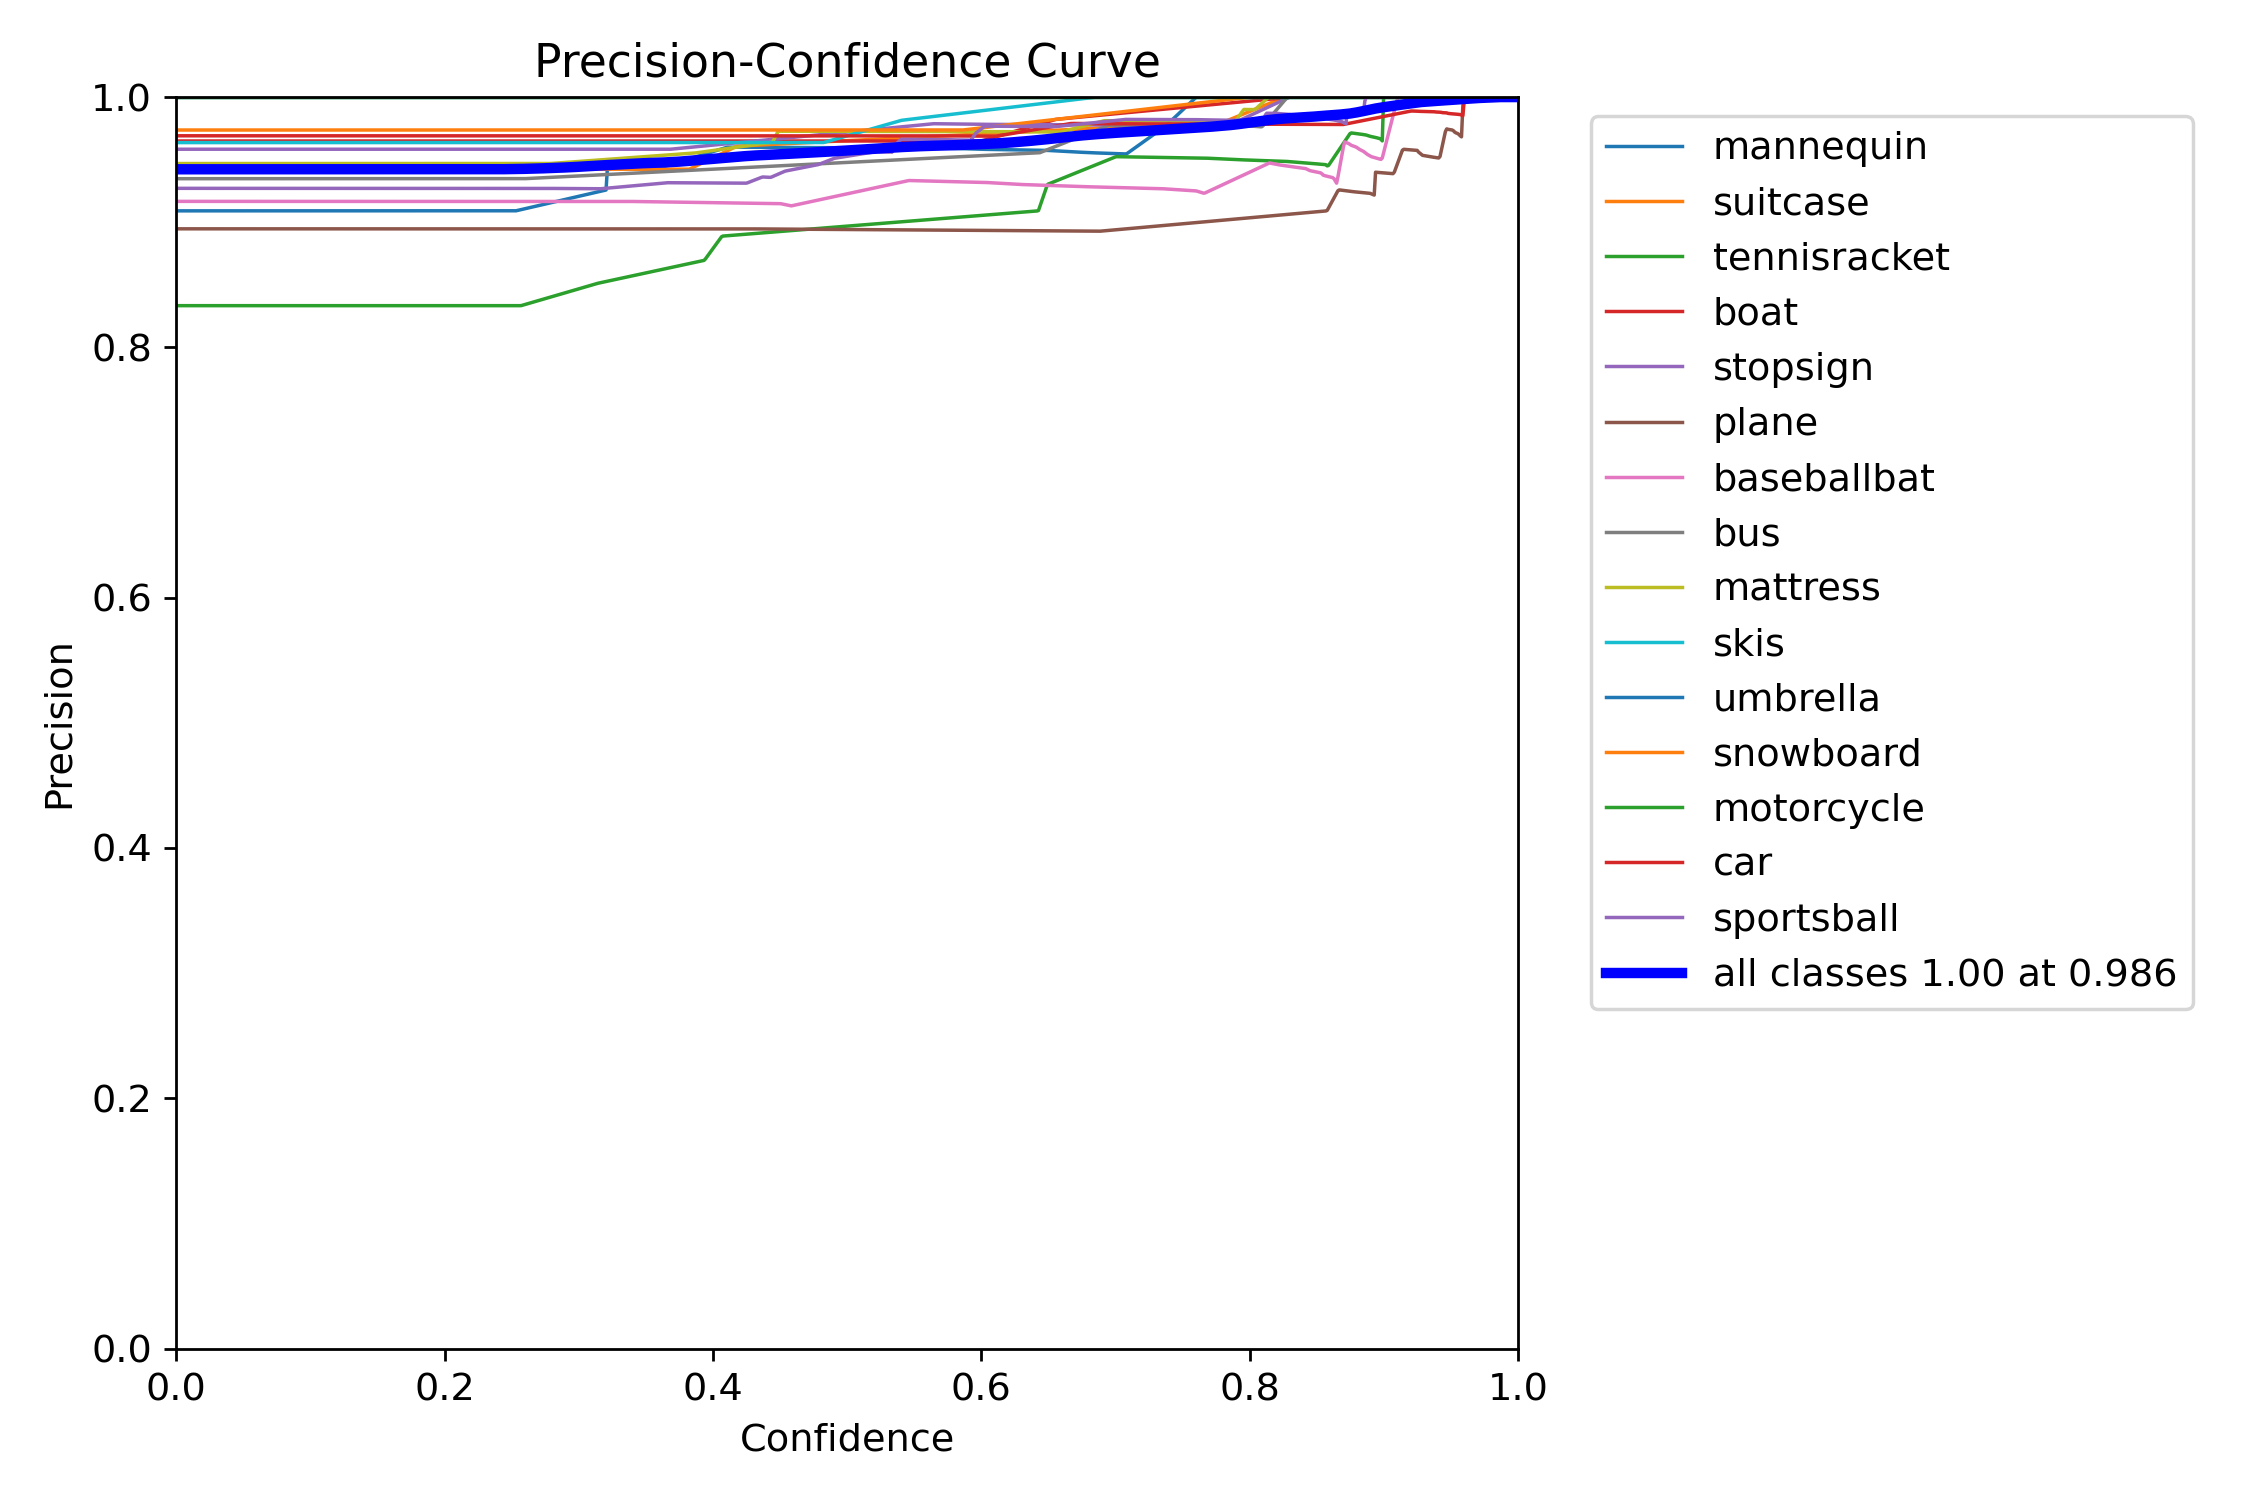 Precision-Confidence Curve
1.0
0.8
0.6
0.4
0.2
0.0
Precision
0.0 0.2 0.4 0.6 0.8 1.0
Confidence
mannequin
suitcase
tennisracket
boat
stopsign
plane
baseballbat
bus
mattress
skis
umbrella
snowboard
motorcycle
car
sportsball
all classes 1.00 at 0.986